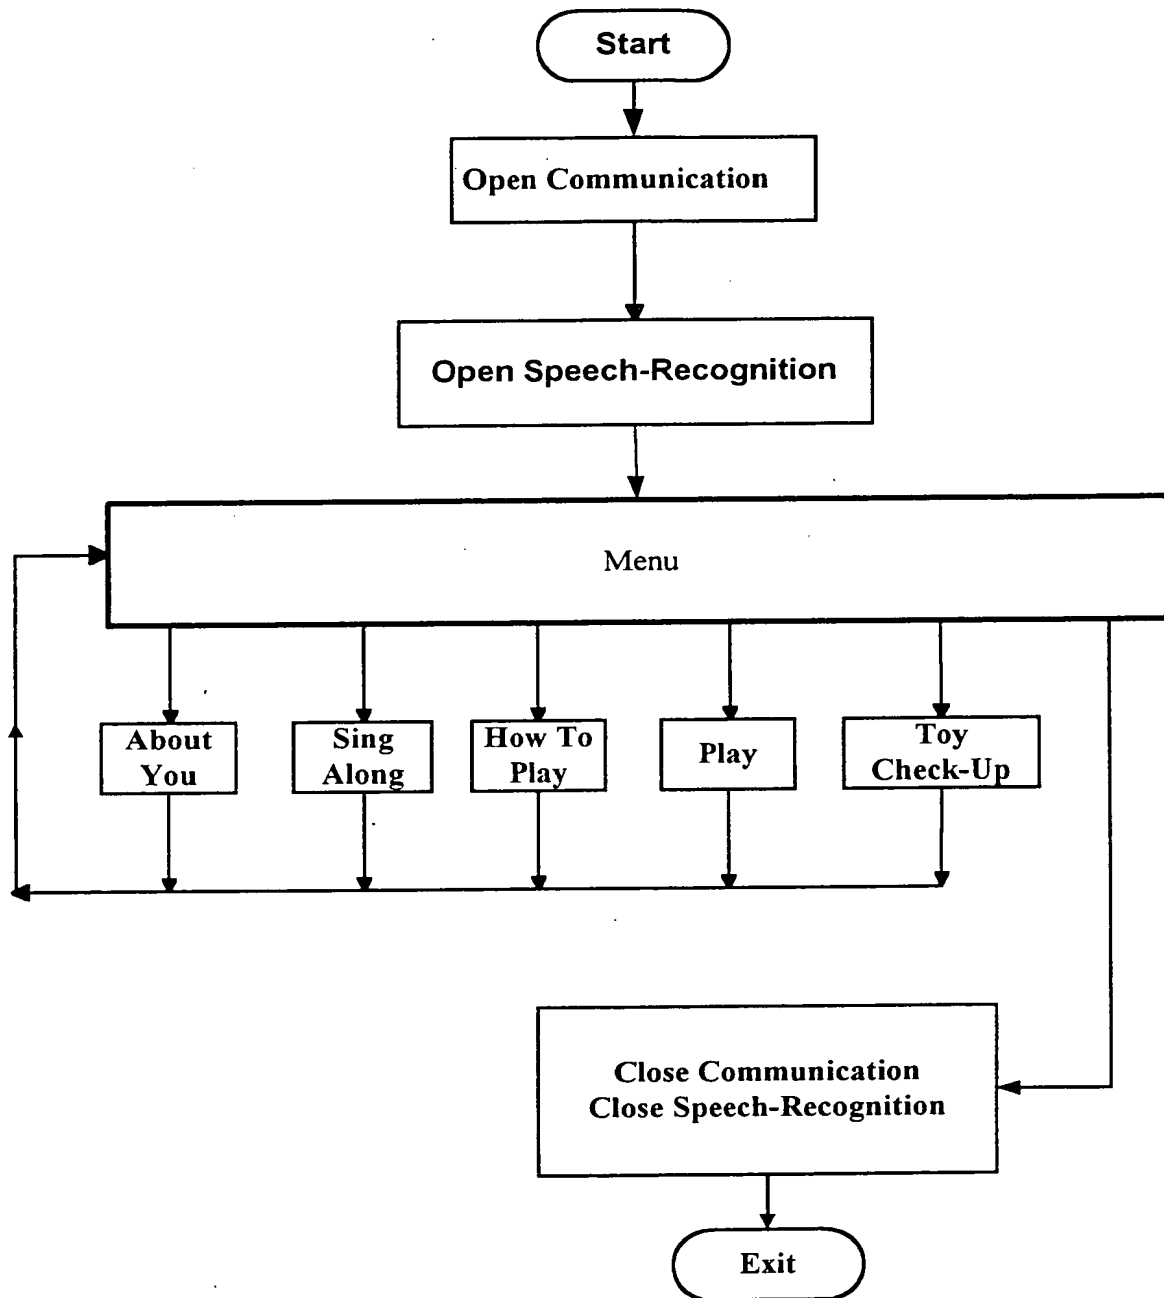 Start
Open Communication
Open Speech-Recognition
Menu
About
You
Sing
Along
How To
Play
Play
Toy
Check-Up
Close Communication
Close Speech-Recognition
Exit